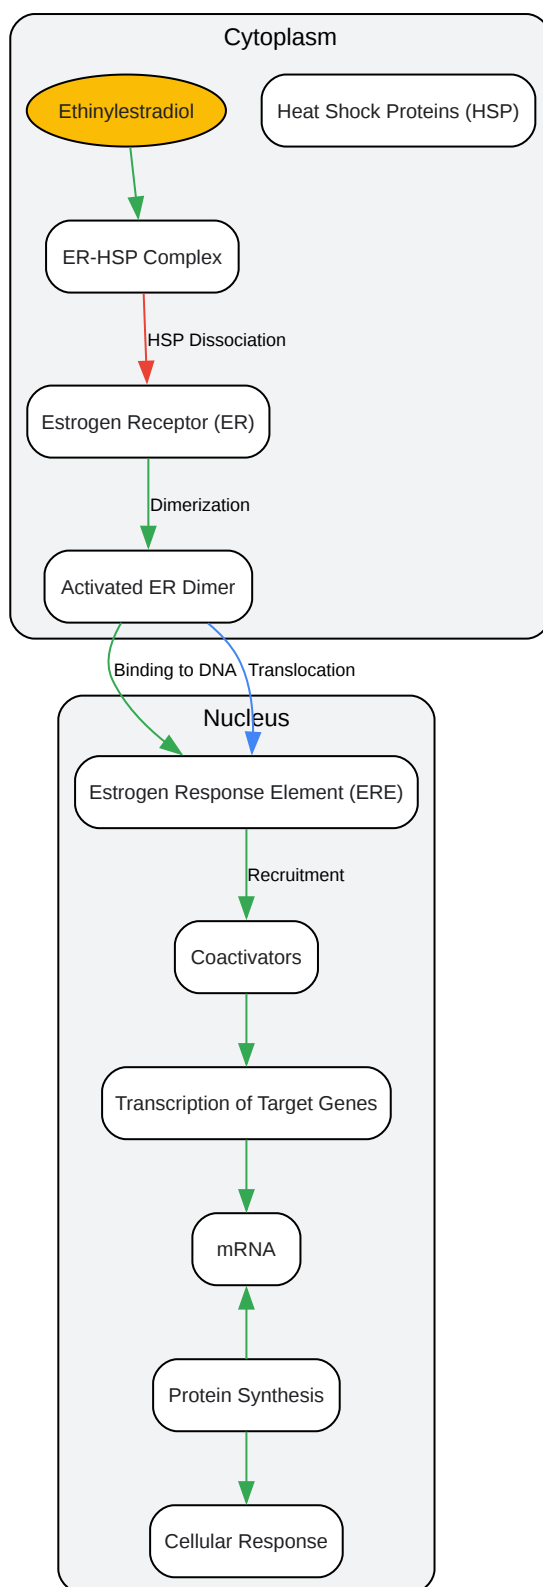 Cytoplasm
Ethinylestradiol
Heat Shock Proteins (HSP)
ER-HSP Complex
HSP Dissociation
Estrogen Receptor (ER)
Dimerization
Activated ER Dimer
Binding to DNA
Translocation
Nucleus
Estrogen Response Element (ERE)
Recruitment
Coactivators
Transcription of Target Genes
mRNA
Protein Synthesis
Cellular Response